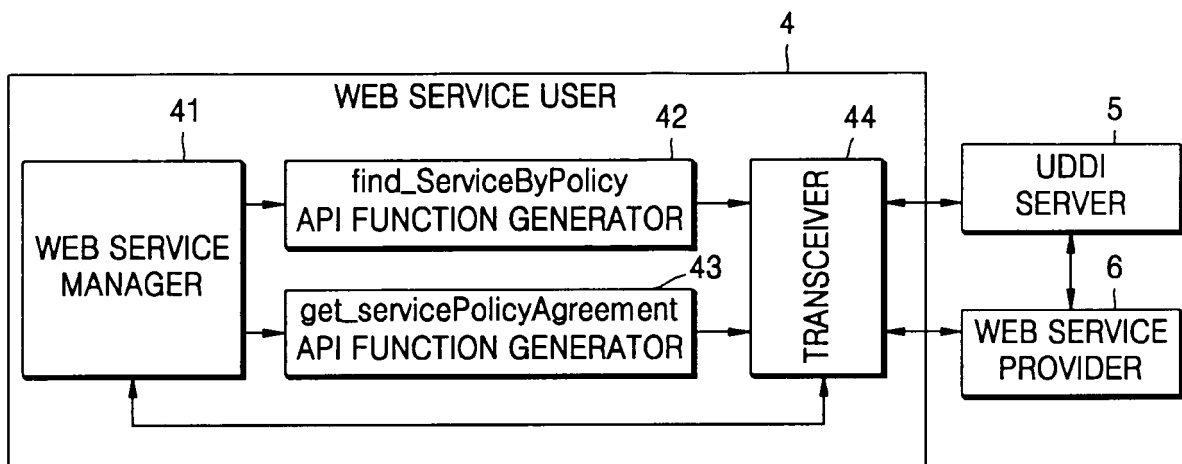 4
WEB SERVICE USER
41
42
44
5
find_ServiceByPolicy
API FUNCTION GENERATOR
UDDI
SERVER
WEB SERVICE
MANAGER
TRANSCEIVER
43
6
get_servicePolicyAgreement
API FUNCTION GENERATOR
WEB SERVICE
PROVIDER